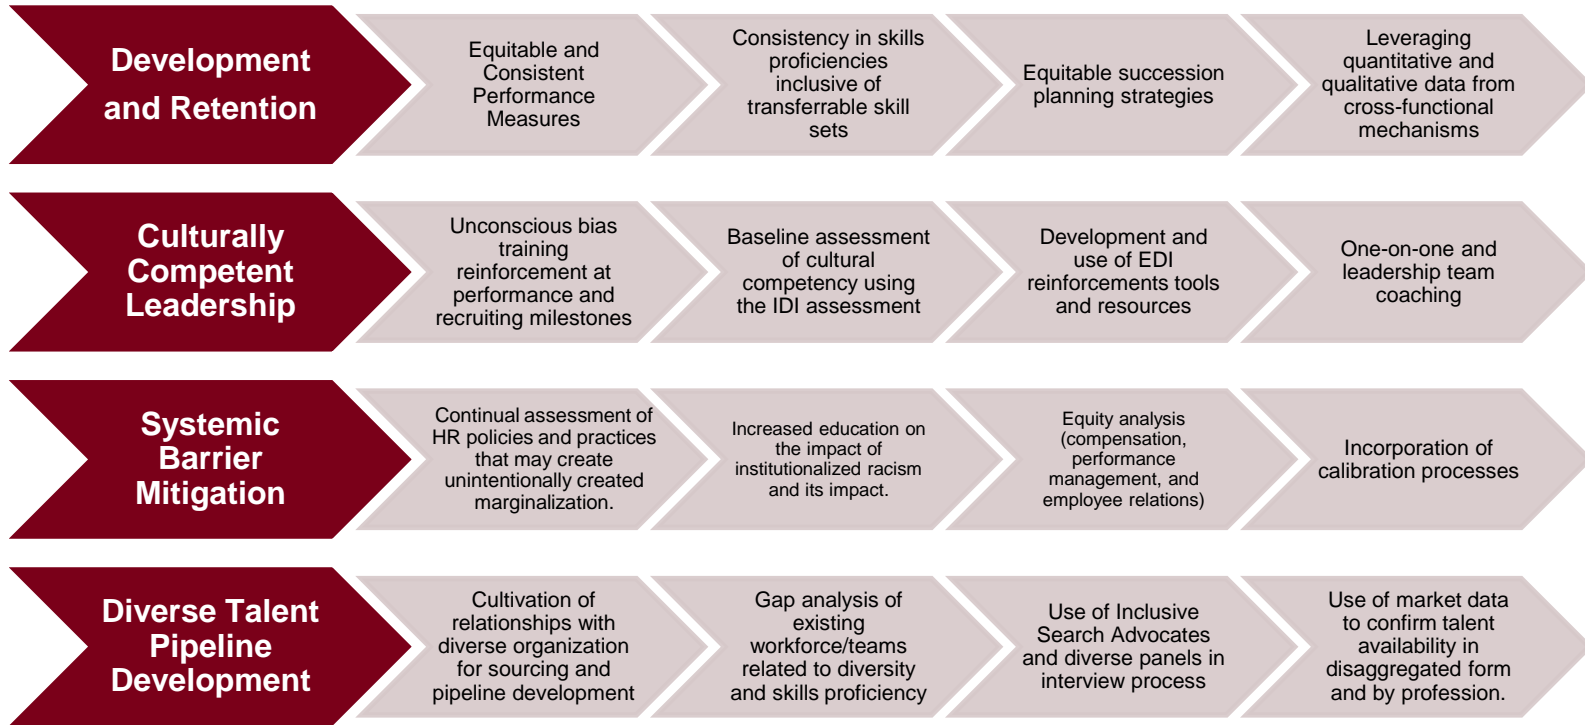 Development
and Retention
Equitable and
Consistent
Performance
Measures
Consistency in skills
proficiencies
inclusive of
transferrable skill
sets
Equitable succession
planning strategies
Leveraging
quantitative and
qualitative data from
cross-functional
mechanisms
Culturally
Competent
Leadership
Unconscious bias
training
reinforcement at
performance and
recruiting milestones
Baseline assessment
of cultural
competency using
the IDI assessment
Development and
use of EDI
reinforcements tools
and resources
One-on-one and
leadership team
coaching
Systemic
Barrier
Mitigation
Continual assessment of
HR policies and practices
that may create
unintentionally created
marginalization.
Increased education on
the impact of
institutionalized racism
and its impact.
Equity analysis
(compensation,
performance
management, and
employee relations)
Incorporation of
calibration processes
Diverse Talent
Pipeline
Development
Cultivation of
relationships with
diverse organization
for sourcing and
pipeline development
Gap analysis of
existing
workforce/teams
related to diversity
and skills proficiency
Use of Inclusive
Search Advocates
and diverse panels in
interview process
Use of market data
to confirm talent
availability in
disaggregated form
and by profession.